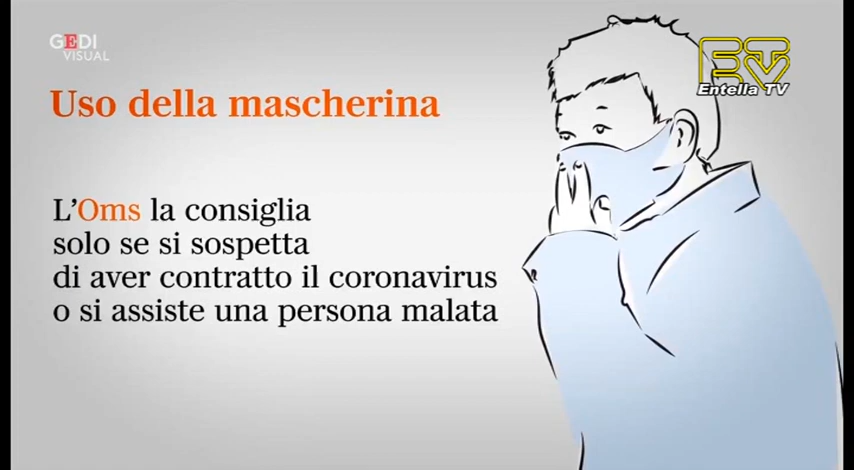 GEDI
VISUAL
ETV
Entella TV
Uso della mascherina
L'Oms la consiglia
solo se si sospetta
di aver contratto il coronavirus
o si assiste una persona malata